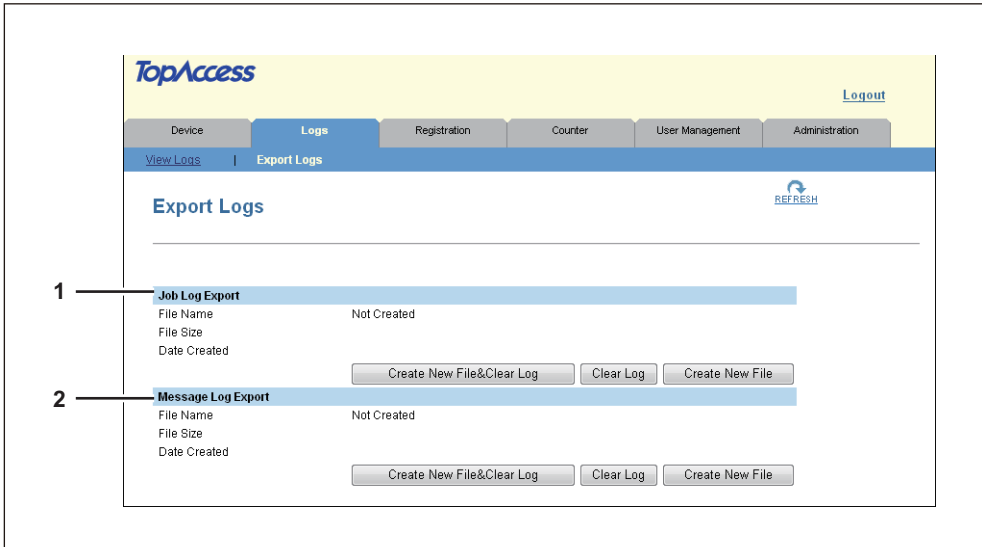 TopAccess
Logout
Device Logs Registration Counter User Management Administration
View Logs | Export Logs
Export Logs
REFRESH
1
Job Log Export
File Name Not Created
File Size
Date Created
Create New File&Clear Log Clear Log Create New File
2
Message Log Export
File Name Not Created
File Size
Date Created
Create New File&Clear Log Clear Log Create New File